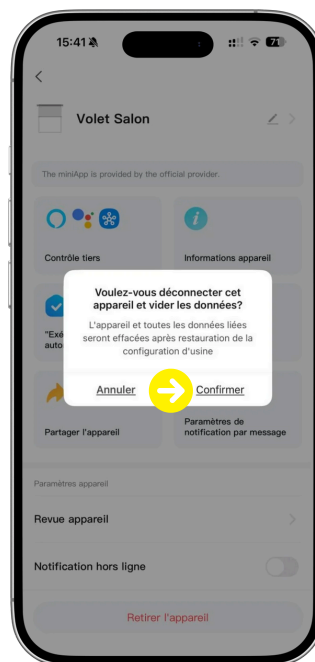 15:41
71
Volet Salon
The miniApp is provided by the official provider.
Contrôle tiers
Informations appareil
Voulez-vous déconnecter cet
appareil et vider les données?
L'appareil et toutes les données liées
seront effacées après restauration de la
configuration d'usine
"Exé
auto
Annuler
Confirmer
Partager l'appareil
Paramètres de
notification par message
Paramètres appareil
Revue appareil
Notification hors ligne
Retirer l'appareil